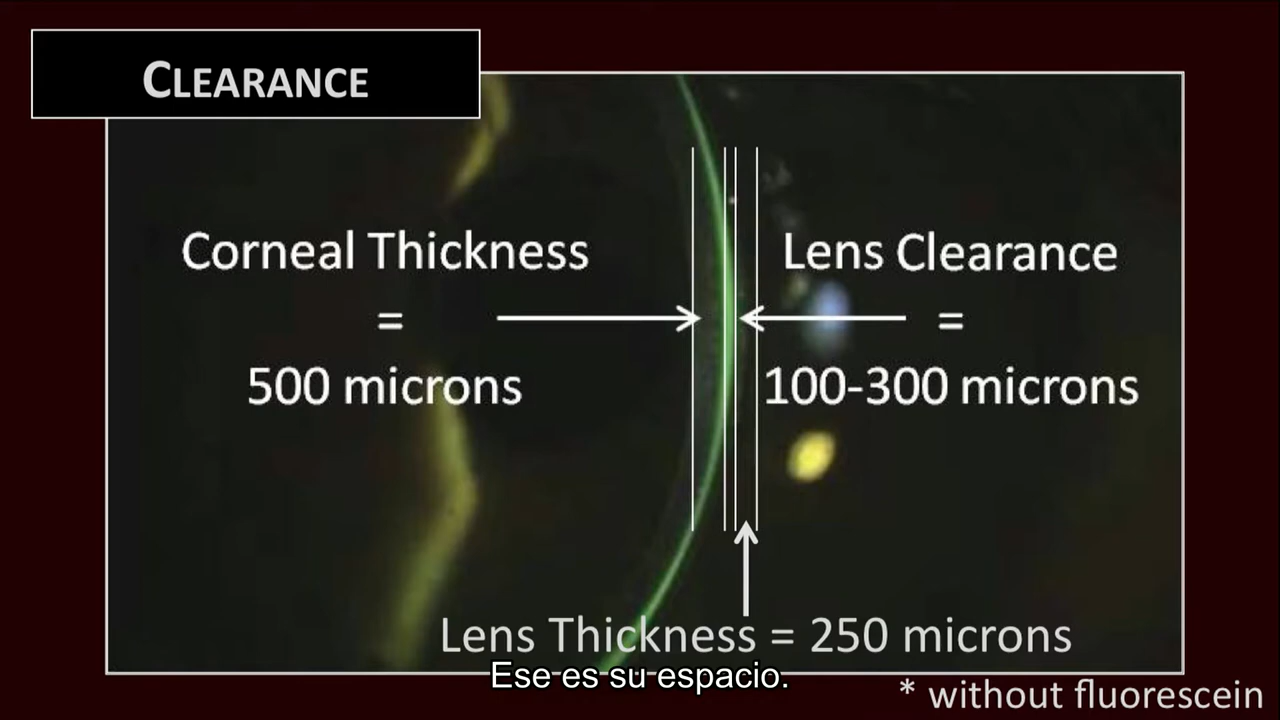 CLEARANCE
Corneal Thickness
=
500 microns
Lens Clearance
=
100-300 microns
Lens Thickness = 250 microns
Ese es su espacio.
* without fluorescein